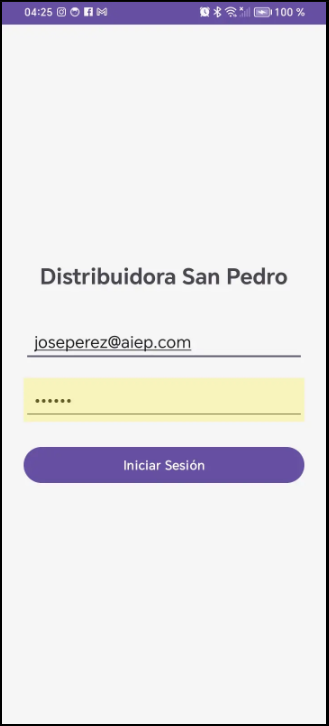 04:25 100 %
Distribuidora San Pedro
joseperez@aiep.com
••••••
Iniciar Sesión